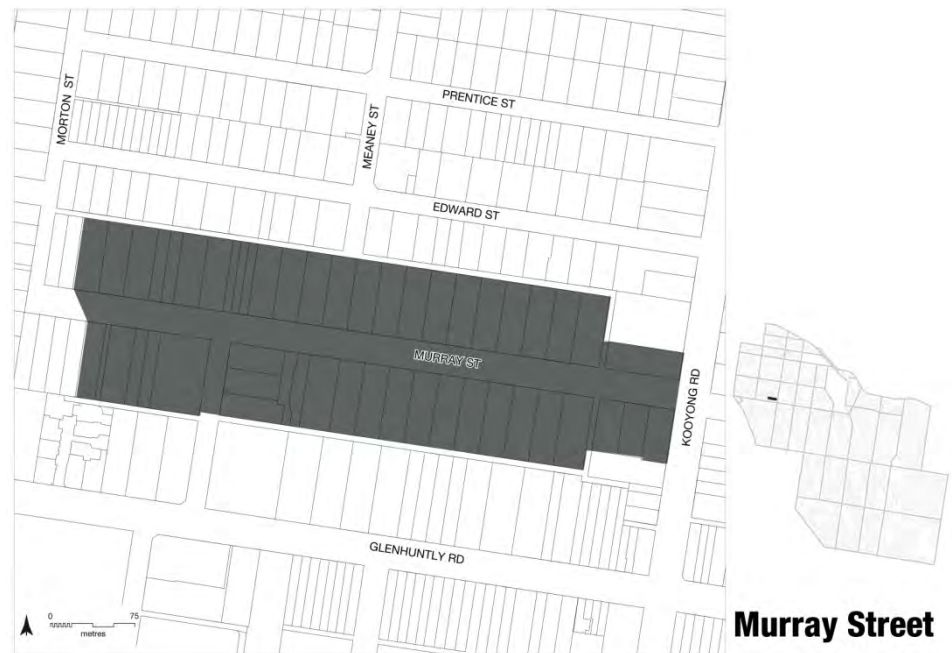 PRENTICE ST
MORTON ST
MEANEY ST
EDWARD ST
MURRAY ST
KOOYONG RD
GLENHUNTLY RD
0 75
metres
Murray Street